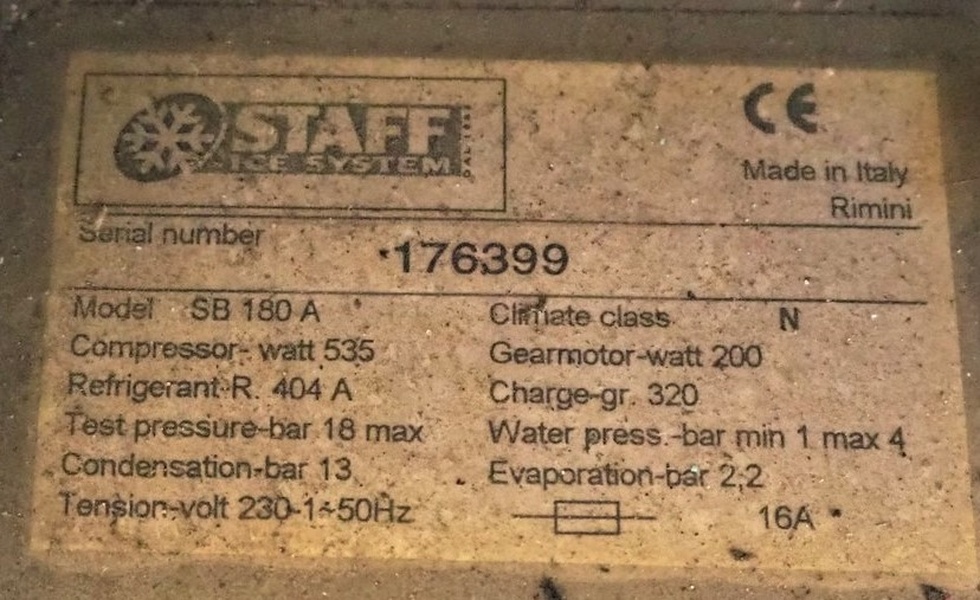 STAFF
ICE SYSTEM
CE
Made in Italy
Rimini
Serial number 176399
Model SB 180 A Climate class N
Compressor- watt 535 Gearmotor-watt 200
Refrigerant-R. 404 A Charge-gr. 320
Test pressure-bar 18 max Water press.-bar min 1 max 4
Condensation-bar 13 Evaporation-bar 2,2
Tension-volt 230-1~50Hz 16A